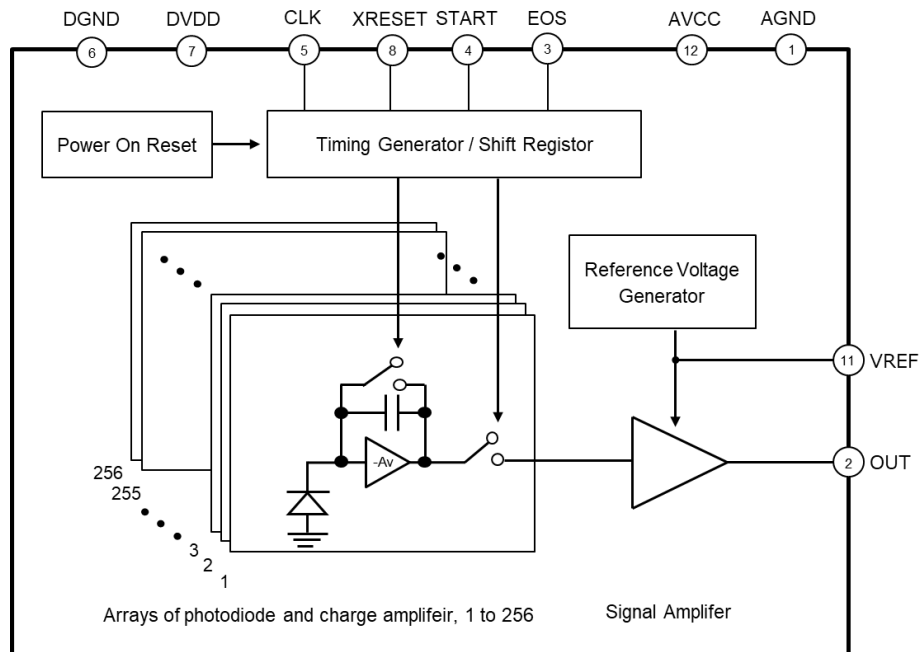 DGND DVDD CLK XRESET START EOS AVCC AGND
6 7 5 8 4 3 12 1
Power On Reset
Timing Generator / Shift Registor
Reference Voltage
Generator
11 VREF
-Av
2 OUT
256
255
3
2
1
Arrays of photodiode and charge amplifeir, 1 to 256
Signal Amplifer